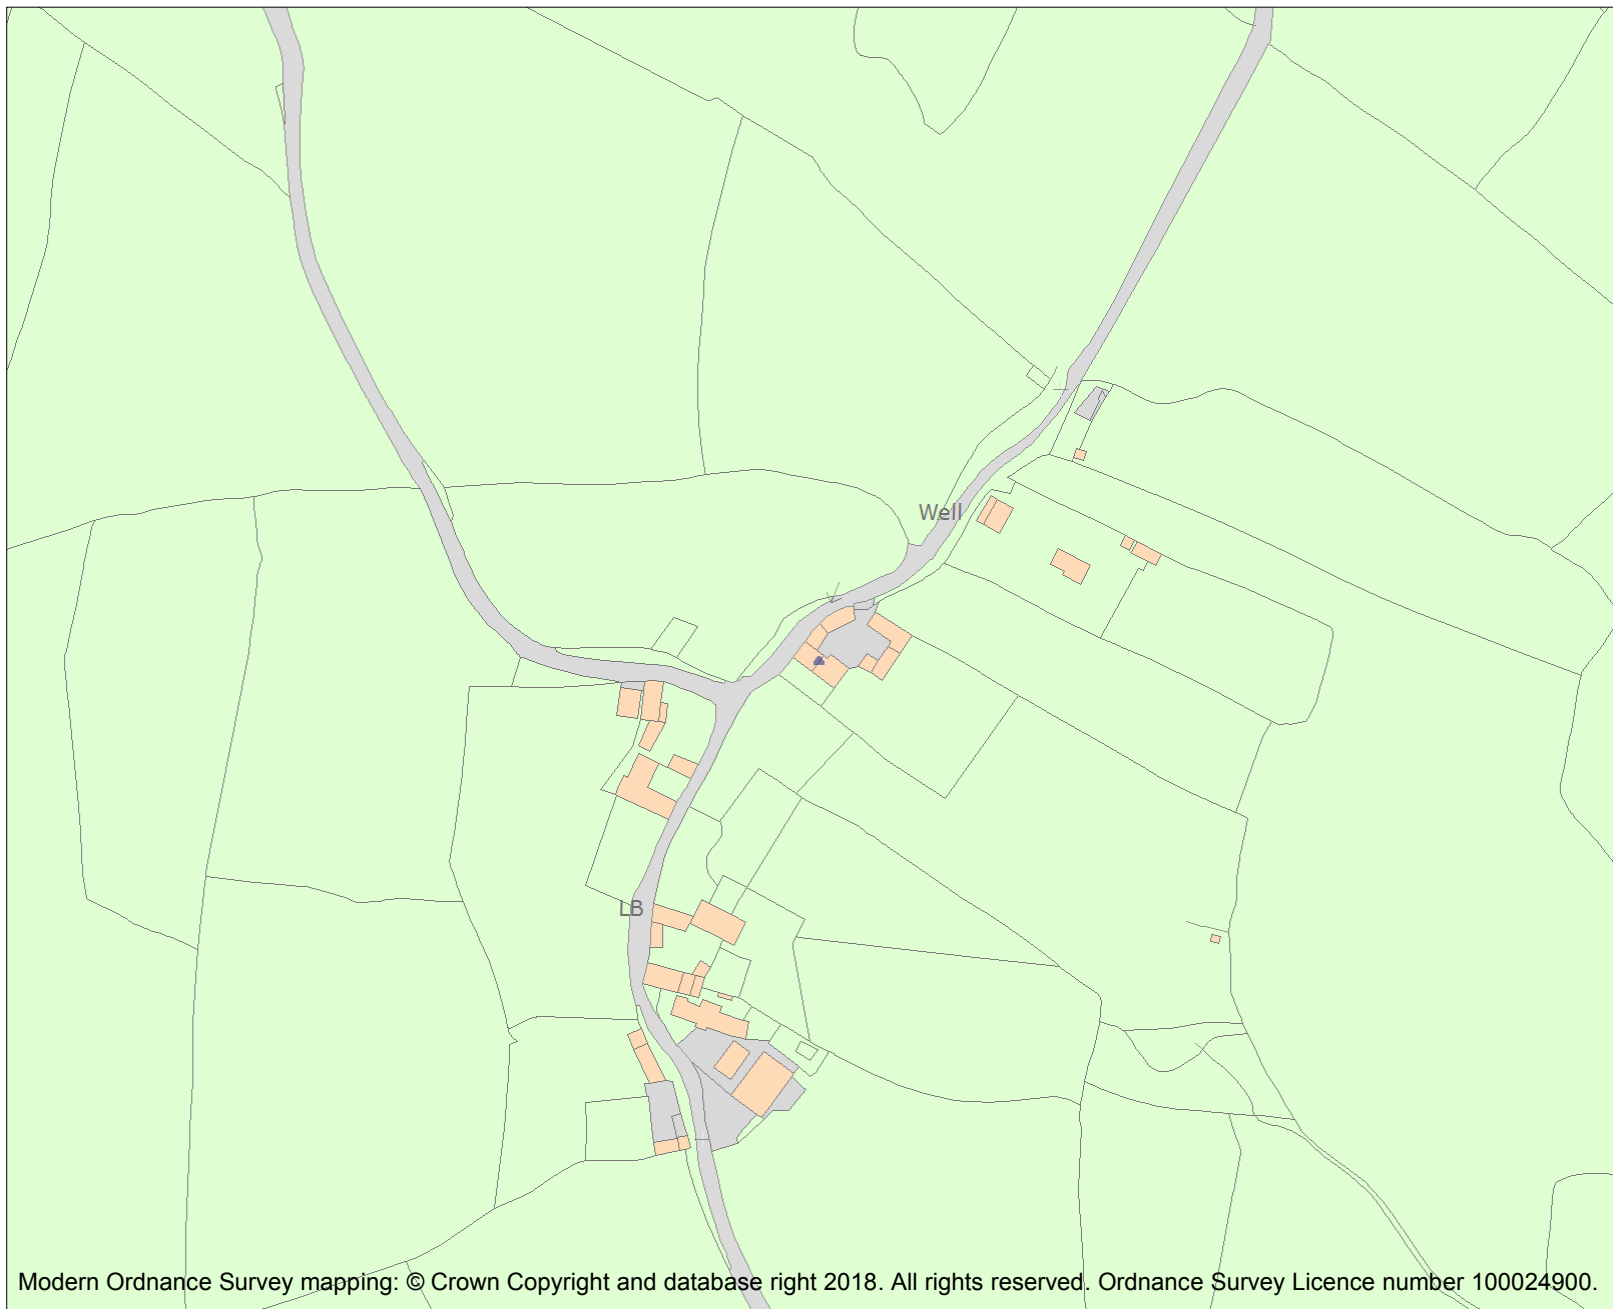 Well
LB
Modern Ordnance Survey mapping: © Crown Copyright and database right 2018. All rights reserved. Ordnance Survey Licence number 100024900.